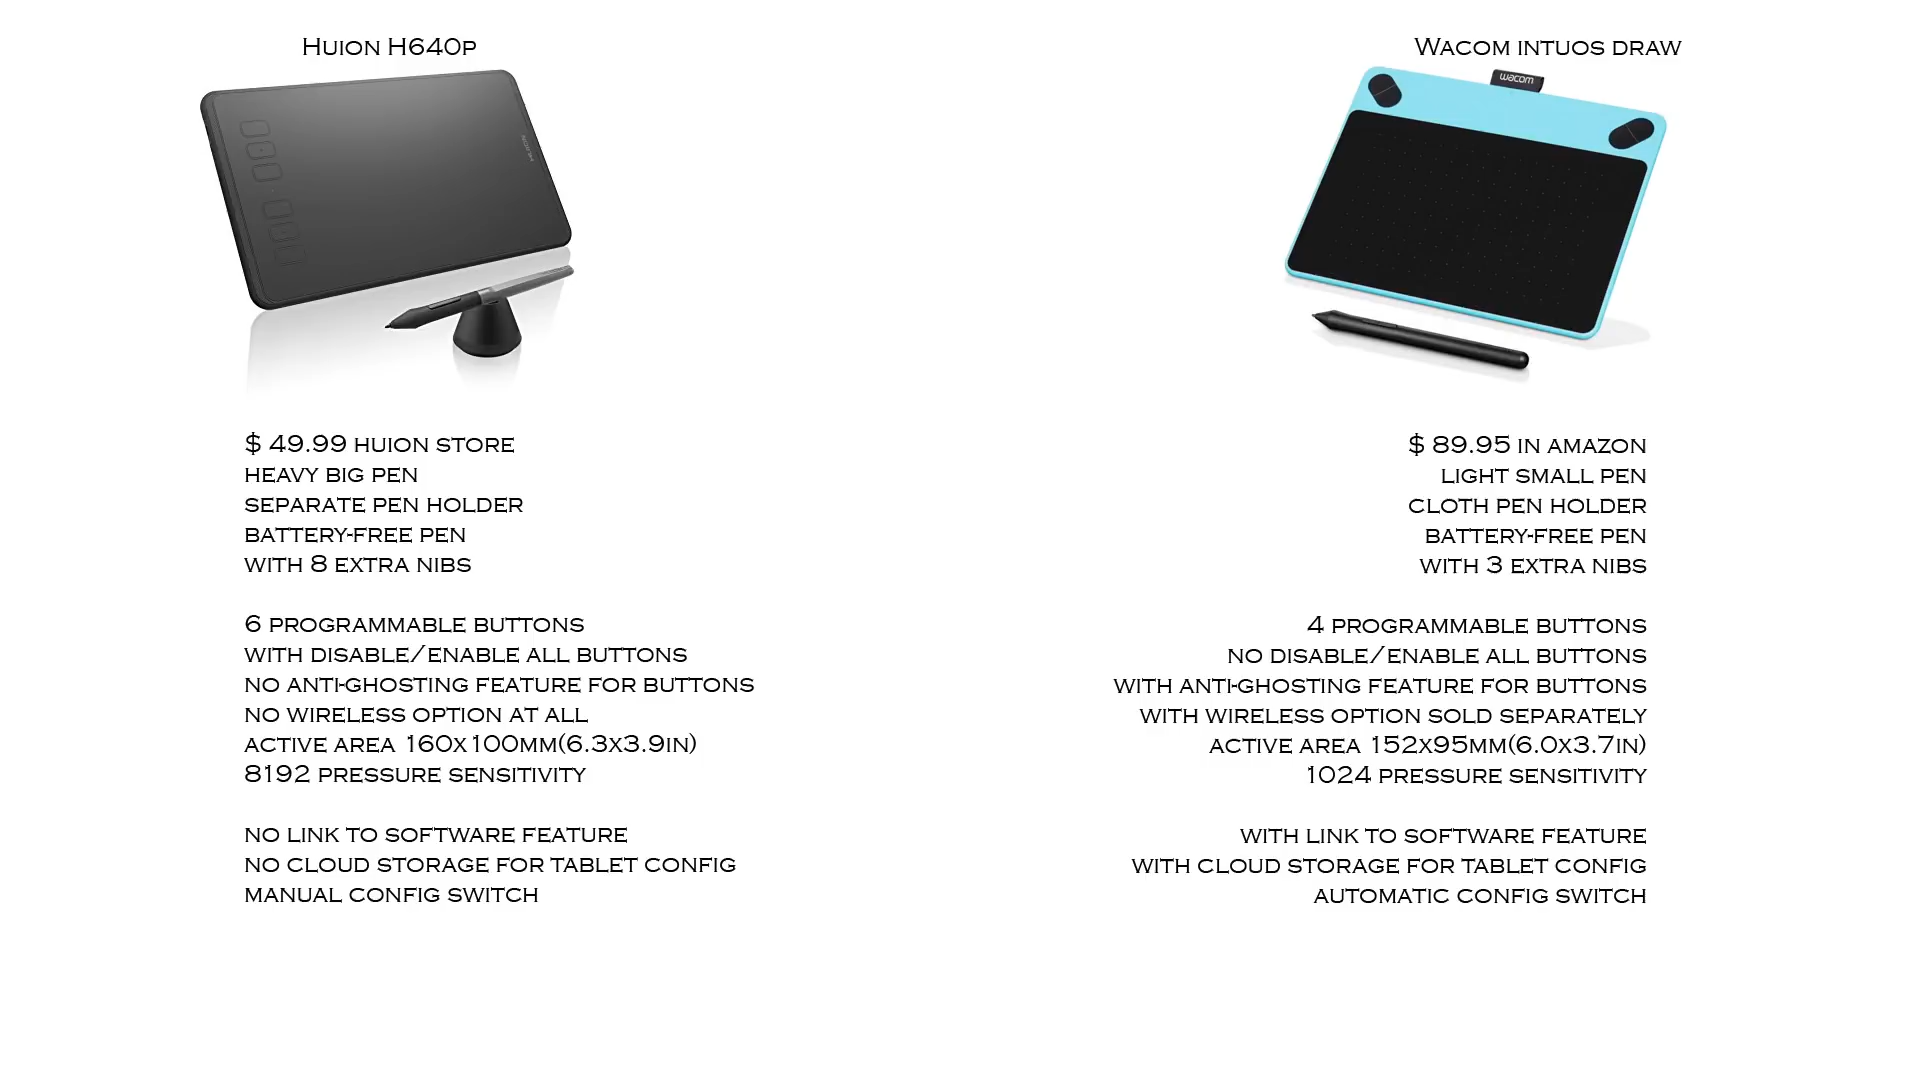 Huion H640p
Wacom intuos draw
wacom
HUION
$ 49.99 huion store
heavy big pen
separate pen holder
battery-free pen
with 8 extra nibs
6 programmable buttons
with disable/enable all buttons
no anti-ghosting feature for buttons
no wireless option at all
active area 160x100mm(6.3x3.9in)
8192 pressure sensitivity
no link to software feature
no cloud storage for tablet config
manual config switch
$ 89.95 in amazon
light small pen
cloth pen holder
battery-free pen
with 3 extra nibs
4 programmable buttons
no disable/enable all buttons
with anti-ghosting feature for buttons
with wireless option sold separately
active area 152x95mm(6.0x3.7in)
1024 pressure sensitivity
with link to software feature
with cloud storage for tablet config
automatic config switch